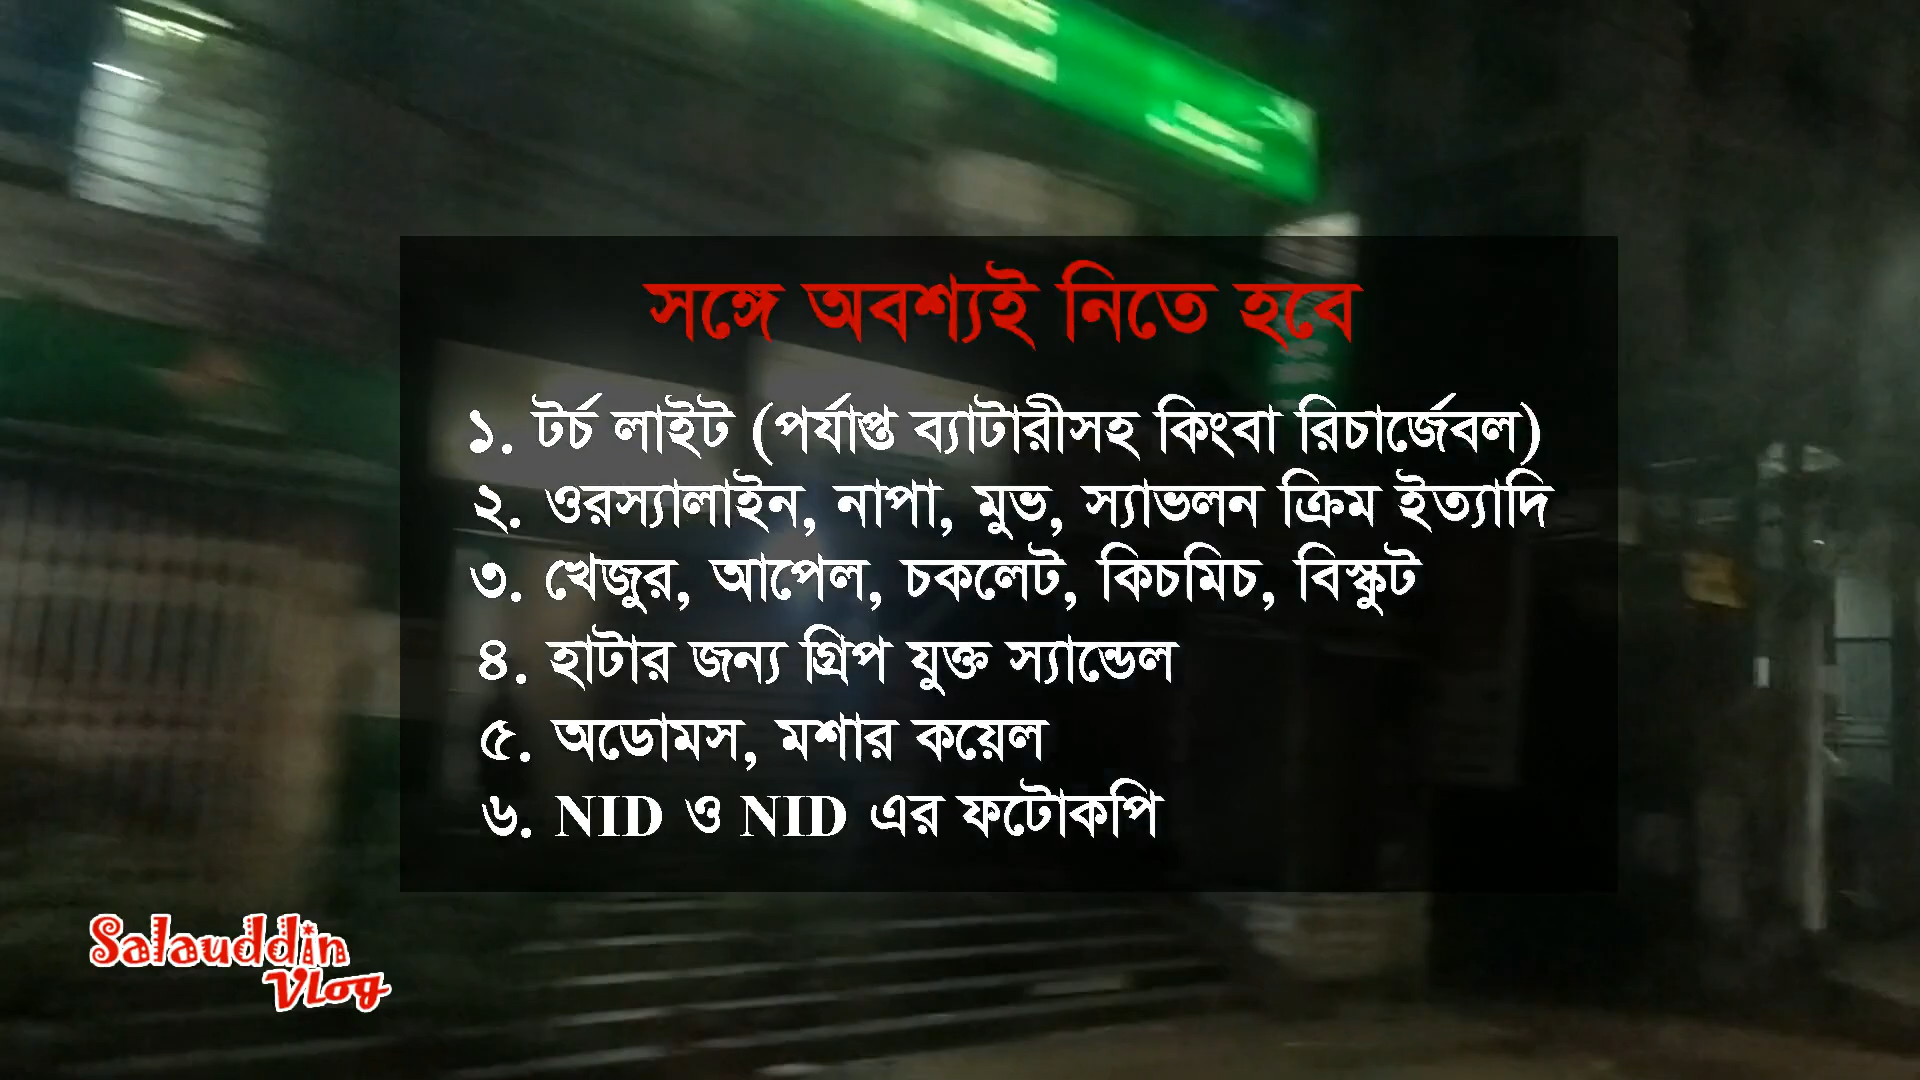 সঙ্গে অবশ্যই নিতে হবে
১. টর্চ লাইট (পর্যাপ্ত ব্যাটারীসহ কিংবা রিচার্জেবল)
২. ওরস্যালাইন, নাপা, মুভ, স্যাভলন ক্রিম ইত্যাদি
৩. খেজুর, আপেল, চকলেট, কিচমিচ, বিস্কুট
৪. হাটার জন্য গ্রিপ যুক্ত স্যান্ডেল
৫. অডোমস, মশার কয়েল
৬. NID ও NID এর ফটোকপি
Salauddin
Vlog